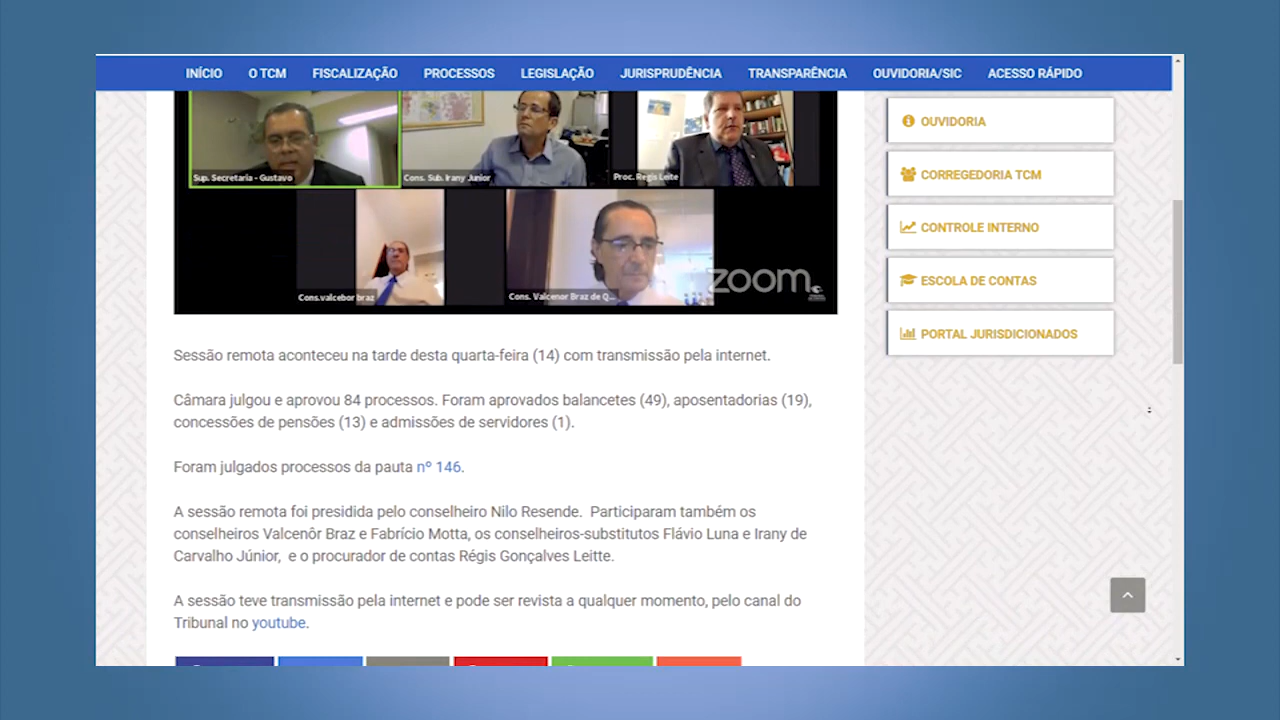 INÍCIO O TCM FISCALIZAÇÃO PROCESSOS LEGISLAÇÃO JURISPRUDÊNCIA TRANSPARÊNCIA OUVIDORIA/SIC ACESSO RÁPIDO
Sup. Secretaria - Gustavo
Cons. Sub. Irany Junior
Proc. Regis Leite
Cons.valcebor braz
Cons. Valcenor Braz de Q...
zoom
Sessão remota aconteceu na tarde desta quarta-feira (14) com transmissão pela internet.
Câmara julgou e aprovou 84 processos. Foram aprovados balancetes (49), aposentadorias (19),
concessões de pensões (13) e admissões de servidores (1).
Foram julgados processos da pauta nº 146.
A sessão remota foi presidida pelo conselheiro Nilo Resende. Participaram também os
conselheiros Valcenôr Braz e Fabrício Motta, os conselheiros-substitutos Flávio Luna e Irany de
Carvalho Júnior, e o procurador de contas Régis Gonçalves Leitte.
A sessão teve transmissão pela internet e pode ser revista a qualquer momento, pelo canal do
Tribunal no youtube.
OUVIDORIA
CORREGEDORIA TCM
CONTROLE INTERNO
ESCOLA DE CONTAS
PORTAL JURISDICIONADOS